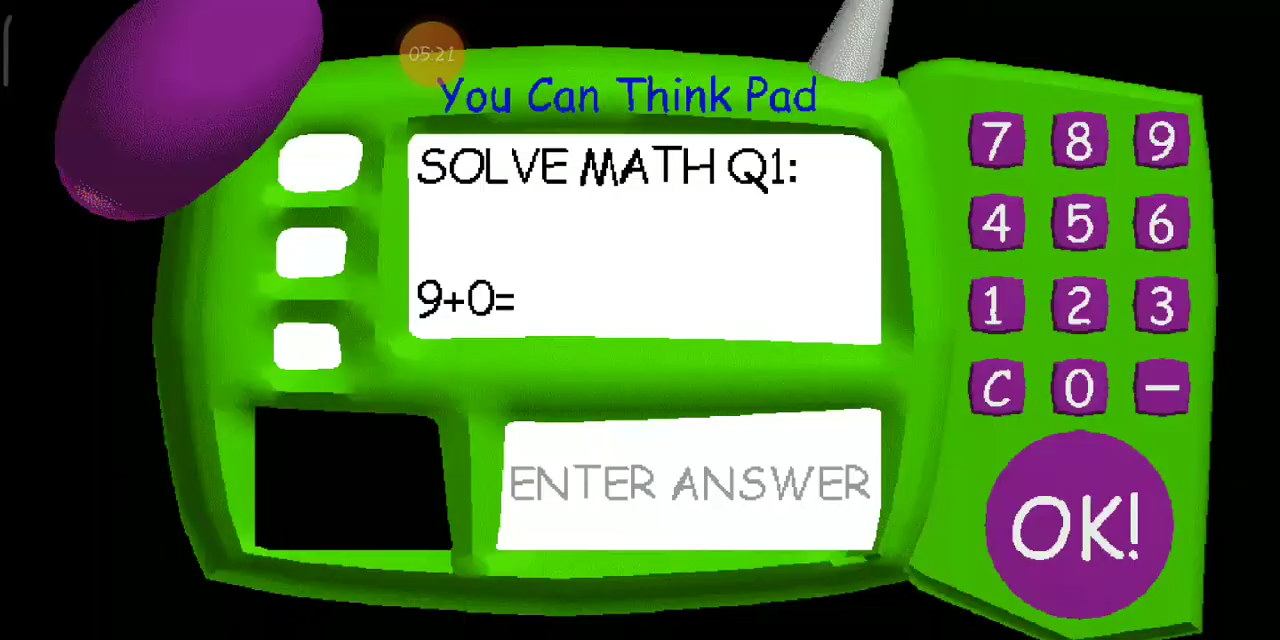 05:21
You Can Think Pad
SOLVE MATH Q1:
9+0=
7 8 9
4 5 6
1 2 3
C 0 —
ENTER ANSWER
OK!